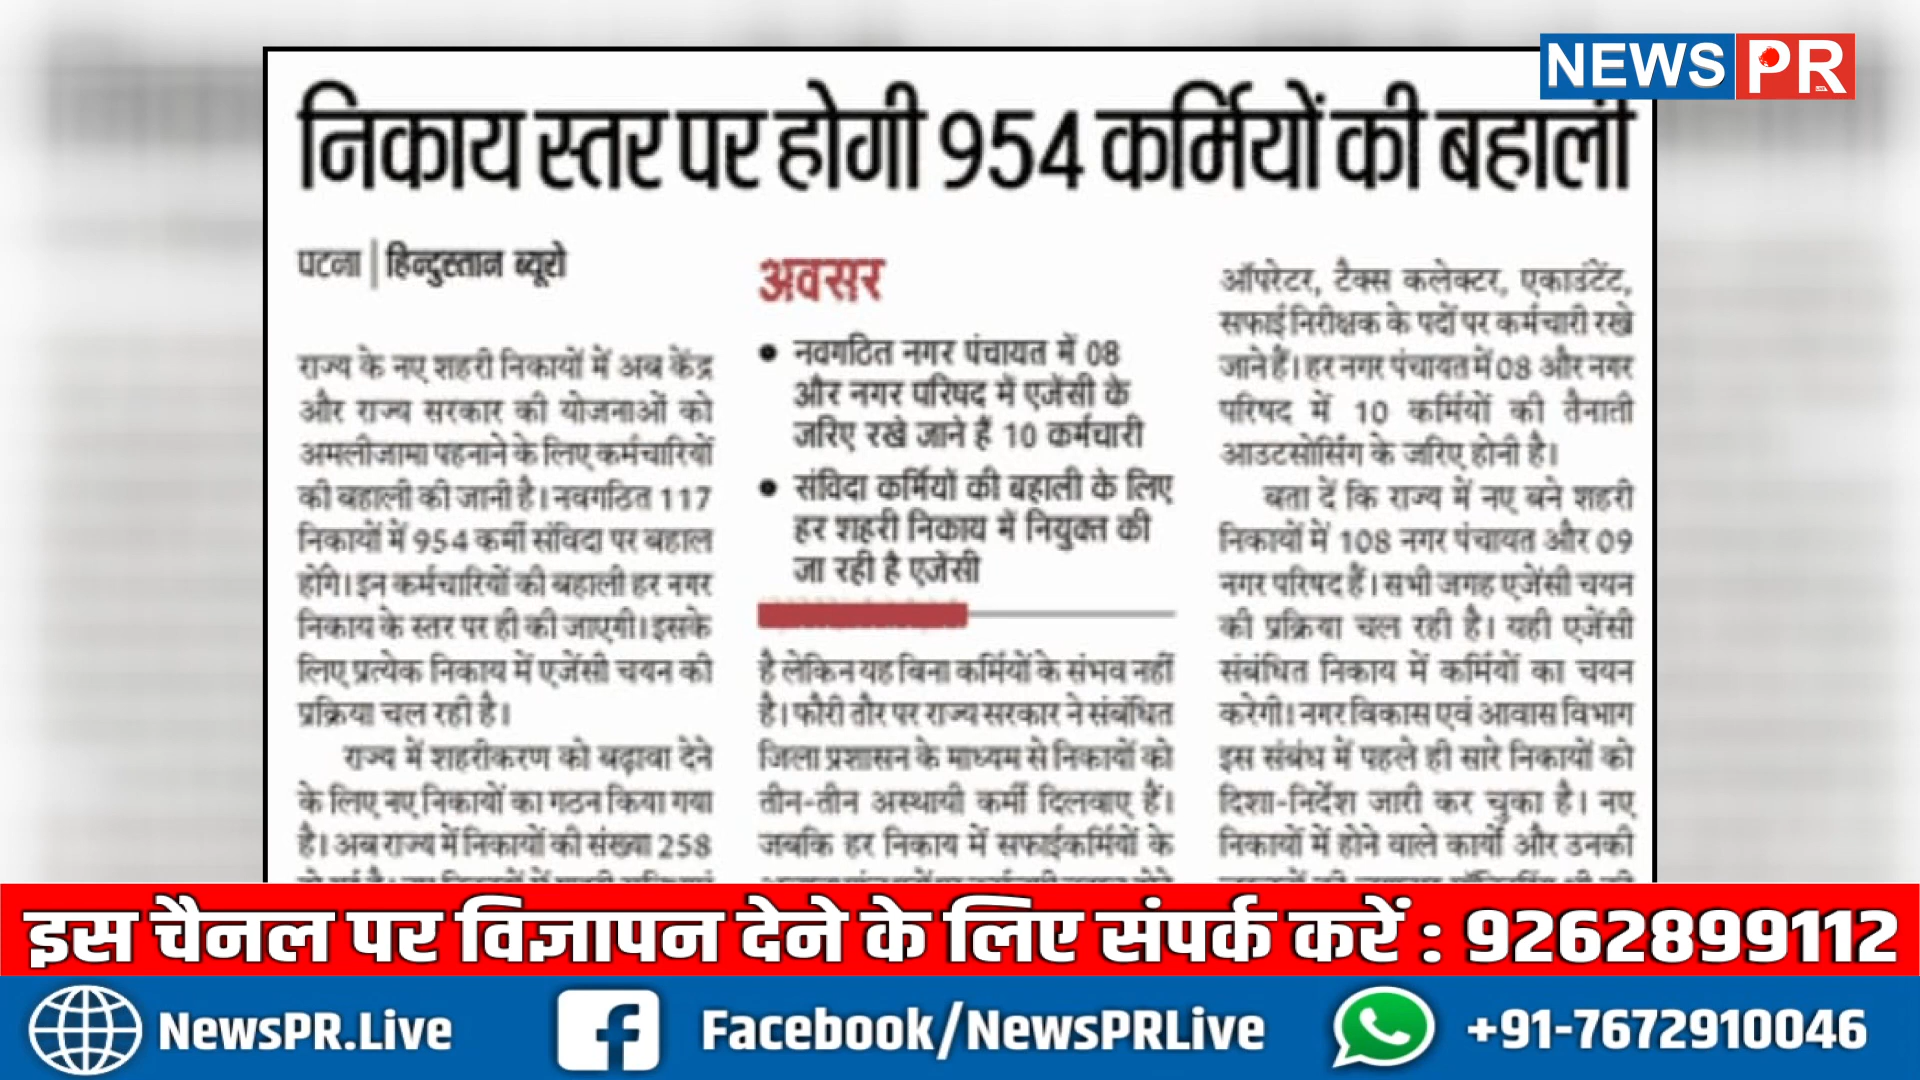 NEWS PR
निकाय स्तर पर होगी 954 कर्मियों की बहाली
पटना | हिन्दुस्तान ब्यूरो
राज्य के नए शहरी निकायों में अब केंद्र
और राज्य सरकार की योजनाओं को
अमलीजामा पहनाने के लिए कर्मचारियों
की बहाली की जानी है। नवगठित 117
निकायों में 954 कर्मी संविदा पर बहाल
होंगे। इन कर्मचारियों की बहाली हर नगर
निकाय के स्तर पर ही की जाएगी। इसके
लिए प्रत्येक निकाय में एजेंसी चयन की
प्रक्रिया चल रही है।
राज्य में शहरीकरण को बढ़ावा देने
के लिए नए निकायों का गठन किया गया
है। अब राज्य में निकायों की संख्या 258
अवसर
● नवगठित नगर पंचायत में 08
और नगर परिषद में एजेंसी के
जरिए रखे जाने हैं 10 कर्मचारी
● संविदा कर्मियों की बहाली के लिए
हर शहरी निकाय में नियुक्त की
जा रही है एजेंसी
है लेकिन यह बिना कर्मियों के संभव नहीं
है। फौरी तौर पर राज्य सरकार ने संबंधित
जिला प्रशासन के माध्यम से निकायों को
तीन-तीन अस्थायी कर्मी दिलवाए हैं।
जबकि हर निकाय में सफाईकर्मियों के
ऑपरेटर, टैक्स कलेक्टर, एकाउंटेंट,
सफाई निरीक्षक के पदों पर कर्मचारी रखे
जाने हैं। हर नगर पंचायत में 08 और नगर
परिषद में 10 कर्मियों की तैनाती
आउटसोर्सिंग के जरिए होनी है।
बता दें कि राज्य में नए बने शहरी
निकायों में 108 नगर पंचायत और 09
नगर परिषद हैं। सभी जगह एजेंसी चयन
की प्रक्रिया चल रही है। यही एजेंसी
संबंधित निकाय में कर्मियों का चयन
करेगी। नगर विकास एवं आवास विभाग
इस संबंध में पहले ही सारे निकायों को
दिशा-निर्देश जारी कर चुका है। नए
निकायों में होने वाले कार्यों और उनकी
इस चैनल पर विज्ञापन देने के लिए संपर्क करें : 9262899112
NewsPR.Live
Facebook/NewsPRLive
+91-7672910046